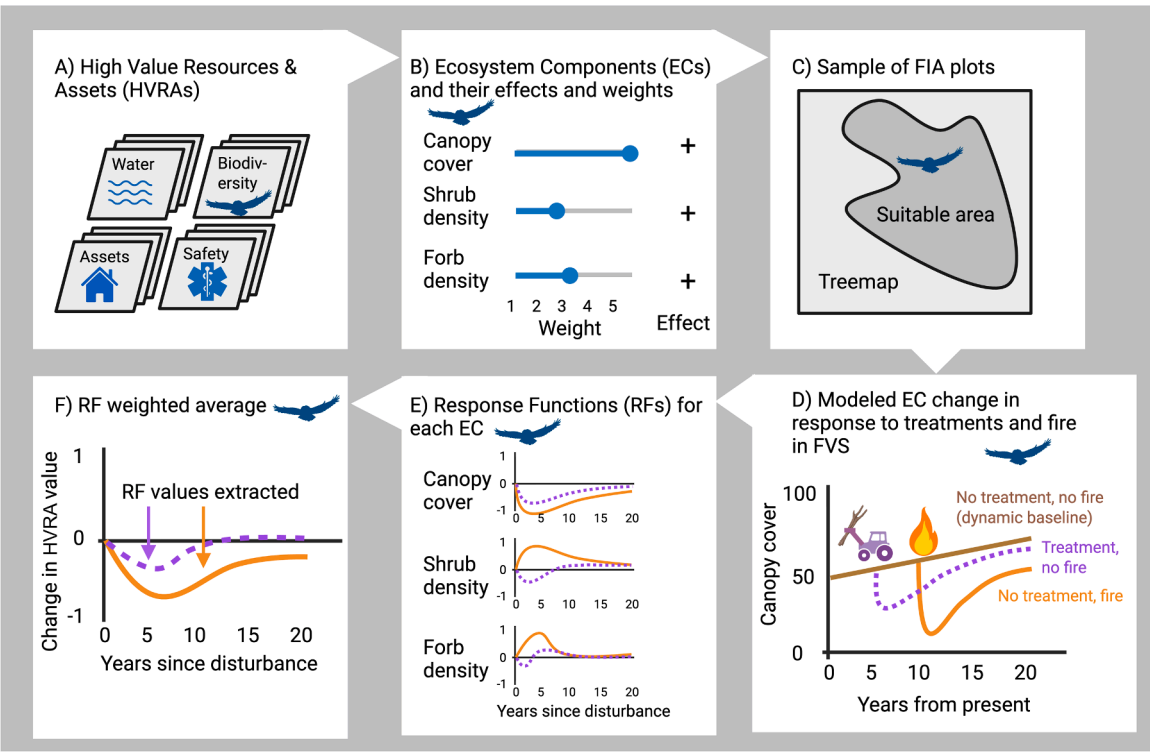 A) High Value Resources &
Assets (HVRAs)
Water
Biodiv-
ersity
Assets
Safety
B) Ecosystem Components (ECs)
and their effects and weights
Canopy
cover
+
Shrub
density
+
Forb
density
+
1 2 3 4 5
Weight
Effect
C) Sample of FIA plots
Suitable area
Treemap
D) Modeled EC change in
response to treatments and fire
in FVS
Canopy cover
100
50
0
No treatment, no fire
(dynamic baseline)
Treatment,
no fire
No treatment, fire
0 5 10 15 20
Years from present
E) Response Functions (RFs) for
each EC
Canopy
cover
1
0
-1
0 5 10 15 20
Shrub
density
1
0
-1
0 5 10 15 20
Forb
density
1
0
-1
0 5 10 15 20
Years since disturbance
F) RF weighted average
Change in HVRA value
1
0
-1
RF values extracted
0 5 10 15 20
Years since disturbance